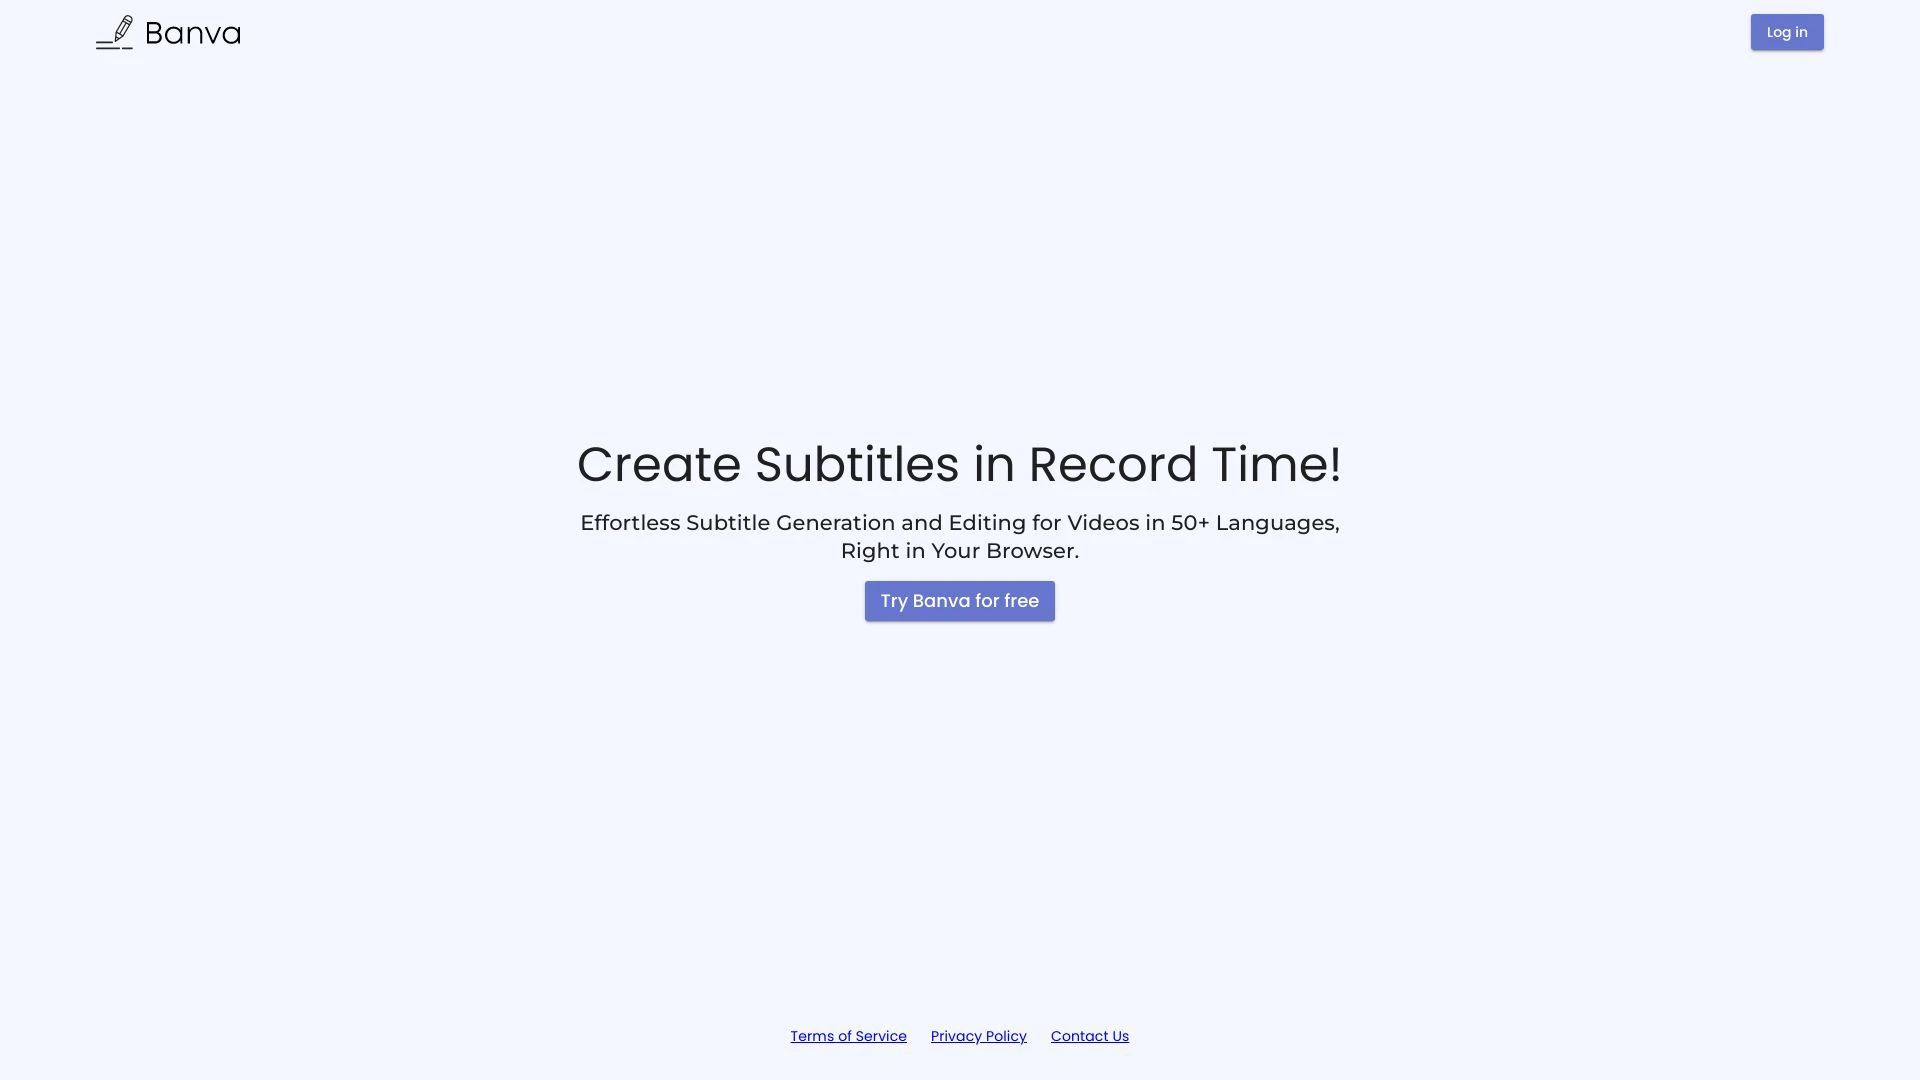 Banva
Log in
Create Subtitles in Record Time!
Effortless Subtitle Generation and Editing for Videos in 50+ Languages,
Right in Your Browser.
Try Banva for free
Terms of Service Privacy Policy Contact Us